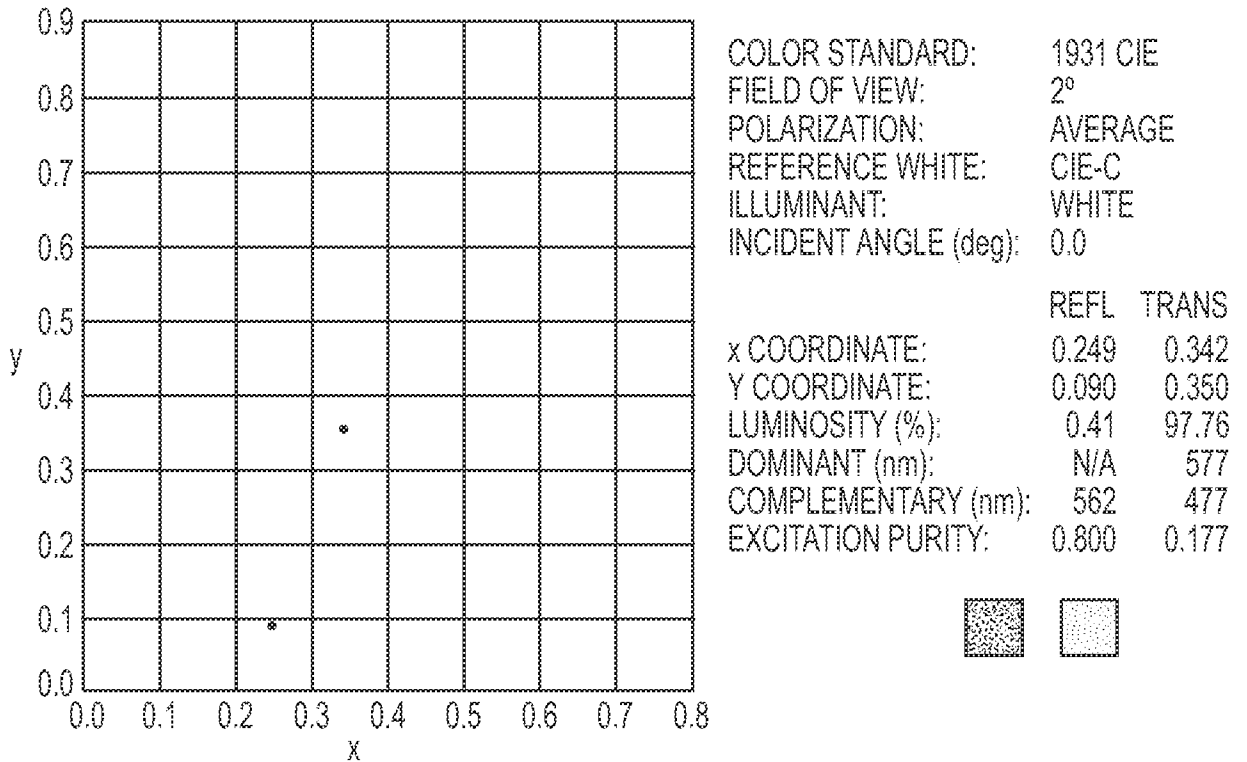 0.9
0.8
0.7
0.6
0.5
0.4
0.3
0.2
0.1
0.0
y
0.0 0.1 0.2 0.3 0.4 0.5 0.6 0.7 0.8
x
COLOR STANDARD: 1931 CIE
FIELD OF VIEW: 2º
POLARIZATION: AVERAGE
REFERENCE WHITE: CIE-C
ILLUMINANT: WHITE
INCIDENT ANGLE (deg): 0.0
REFL TRANS
x COORDINATE: 0.249 0.342
Y COORDINATE: 0.090 0.350
LUMINOSITY (%): 0.41 97.76
DOMINANT (nm): N/A 577
COMPLEMENTARY (nm): 562 477
EXCITATION PURITY: 0.800 0.177